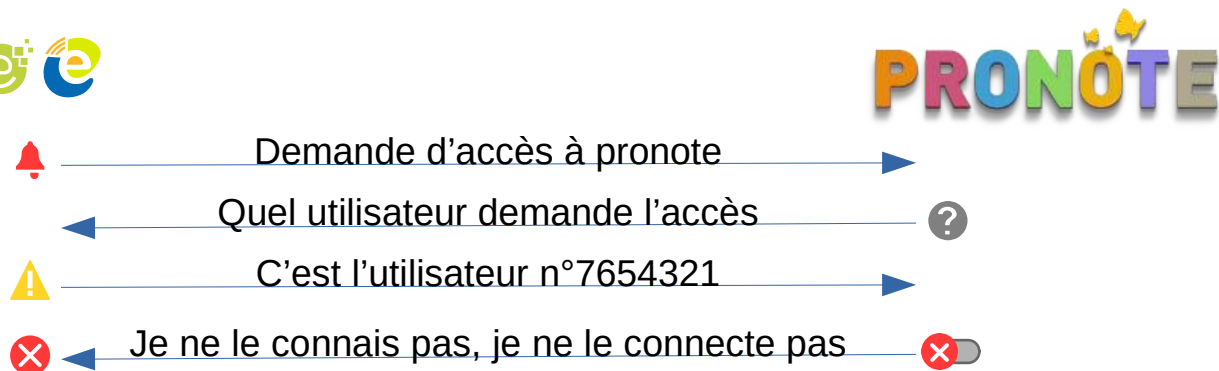 e e
PRONOTE
Demande d'accès à pronote
Quel utilisateur demande l'accès
?
C'est l'utilisateur n°7654321
Je ne le connais pas, je ne le connecte pas